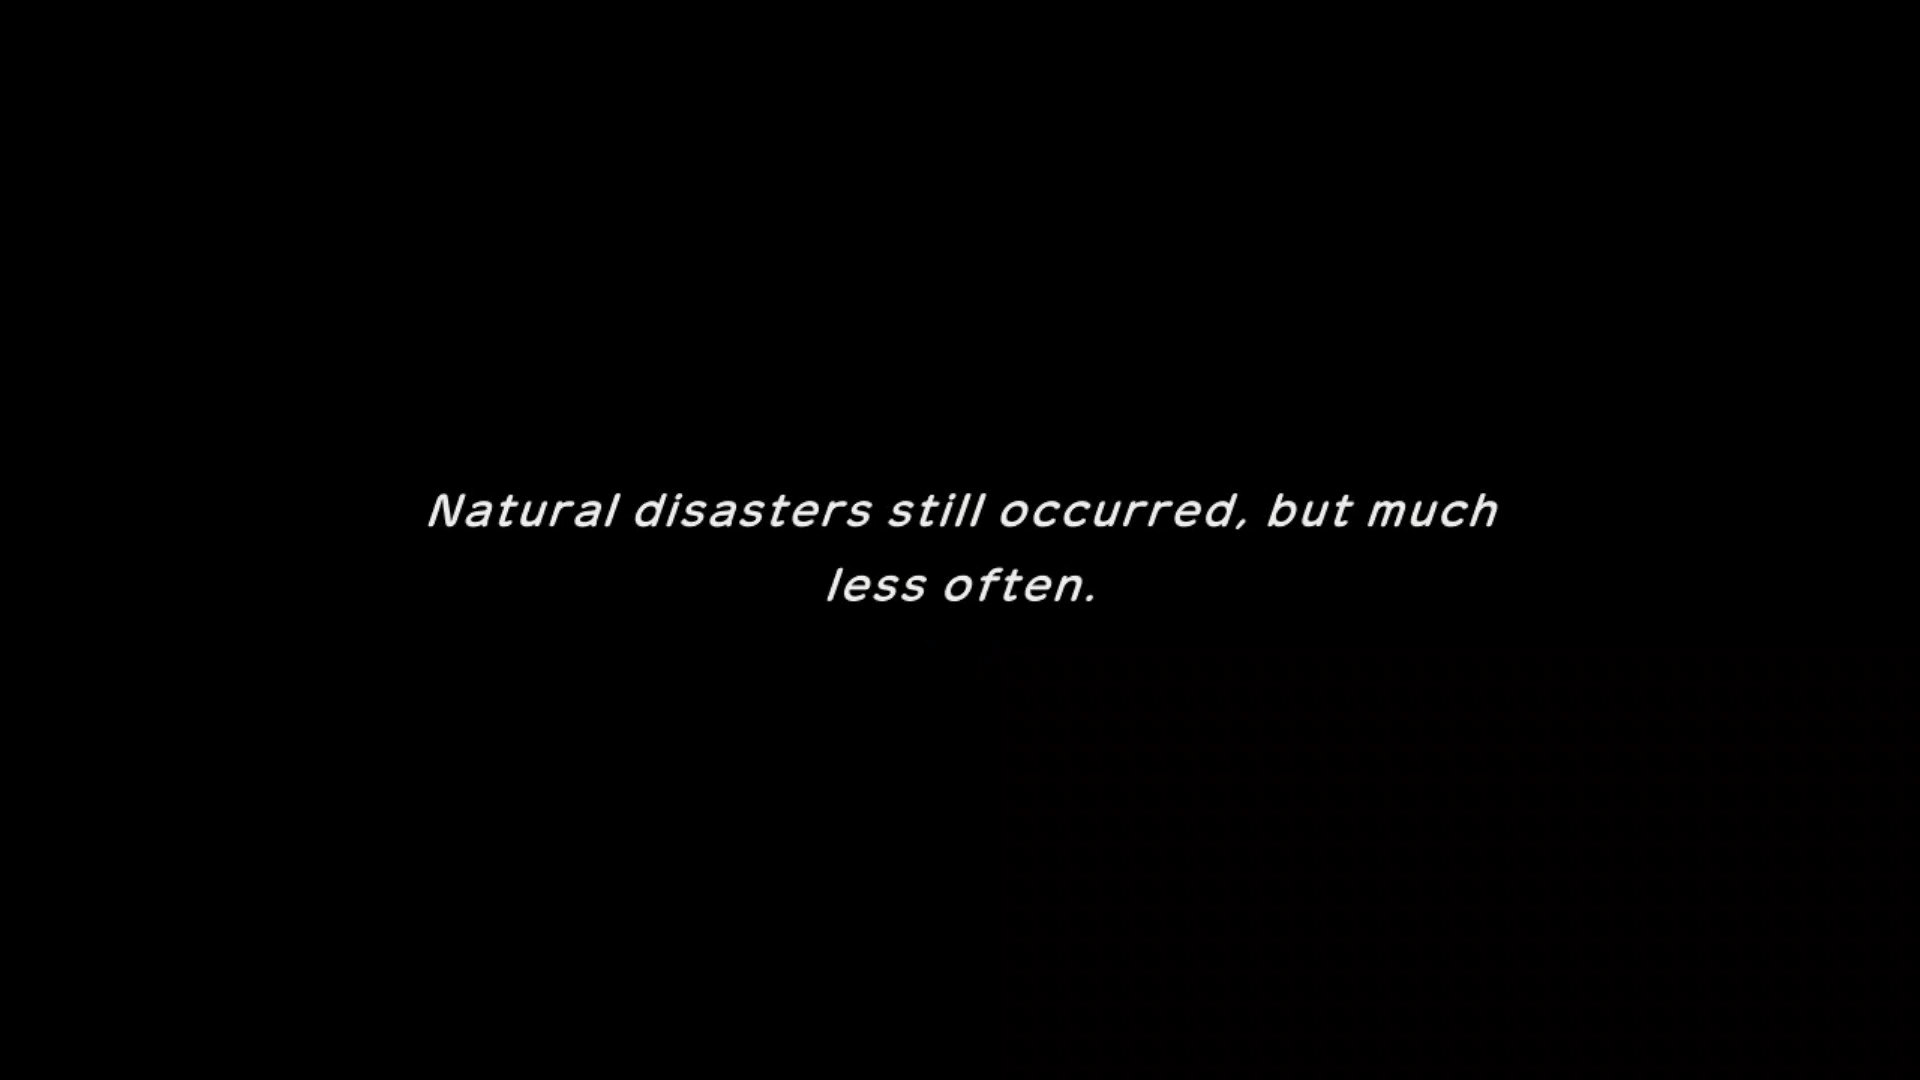 Natural disasters still occurred, but much
less often.